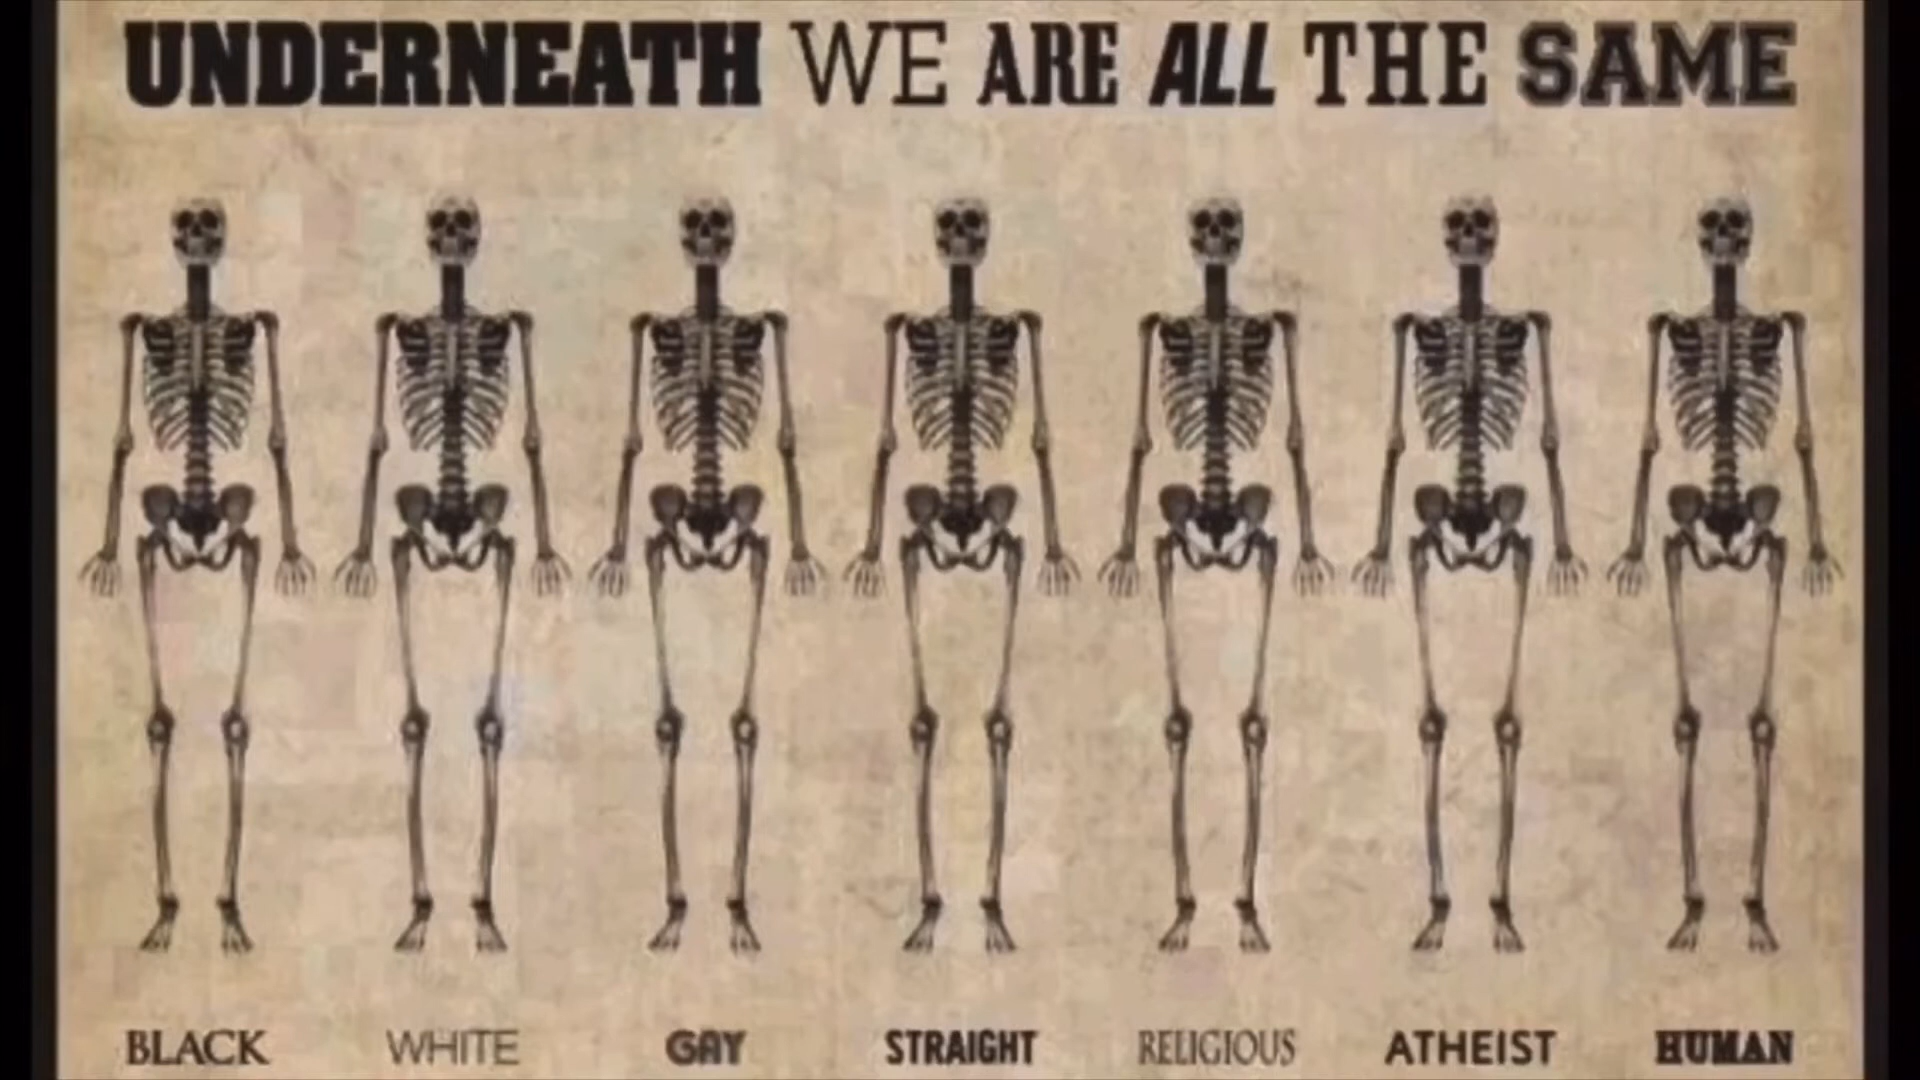 UNDERNEATH WE ARE ALL THE SAME
BLACK WHITE GAY STRAIGHT RELIGIOUS ATHEIST HUMAN